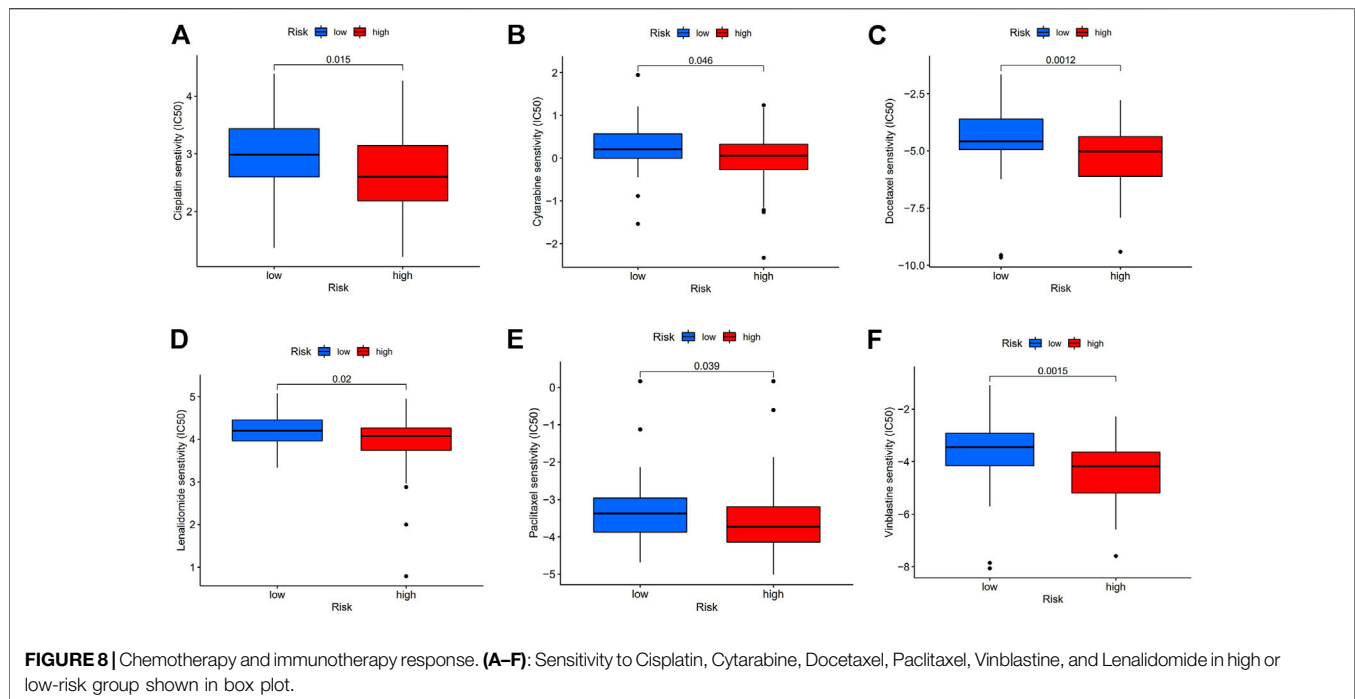 A
Risk low high
0.015
Cisplatin senstivity (IC50)
4
3
2
low
high
Risk
B
Risk low high
0.046
Cytarabine senstivity (IC50)
2
1
0
−1
−2
low
high
Risk
C
Risk low high
0.0012
Docetaxel senstivity (IC50)
−2.5
−5.0
−7.5
−10.0
low
high
Risk
D
Risk low high
0.02
Lenalidomide senstivity (IC50)
5
4
3
2
1
low
high
Risk
E
Risk low high
0.039
Paclitaxel senstivity (IC50)
0
−1
−2
−3
−4
−5
low
high
Risk
F
Risk low high
0.0015
Vinblastine senstivity (IC50)
−2
−4
−6
−8
low
high
Risk
FIGURE 8 | Chemotherapy and immunotherapy response. (A–F): Sensitivity to Cisplatin, Cytarabine, Docetaxel, Paclitaxel, Vinblastine, and Lenalidomide in high or
low-risk group shown in box plot.